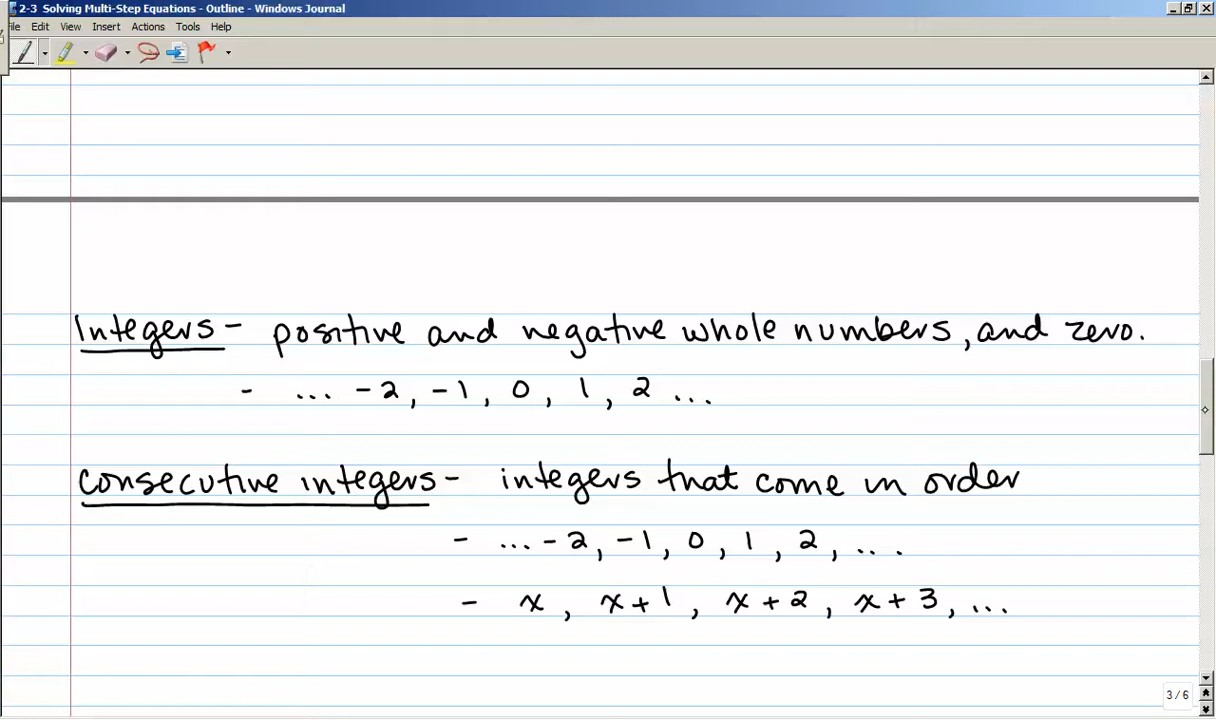 2-3 Solving Multi-Step Equations - Outline - Windows Journal
File Edit View Insert Actions Tools Help
Integers - positive and negative whole numbers, and zero.
- ... -2, -1, 0, 1, 2 ...
consecutive integers - integers that come in order
- ... -2, -1, 0, 1, 2, ...
- x, x+1, x+2, x+3, ...
3 / 6